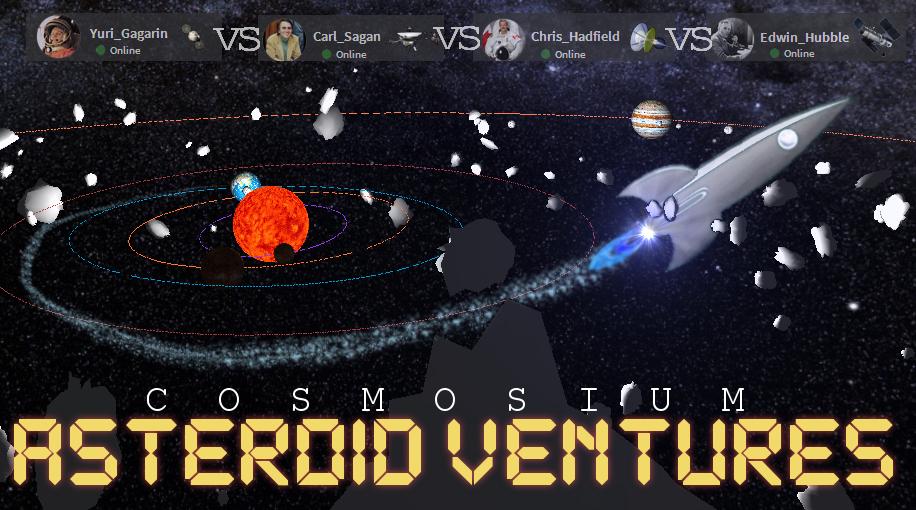 Yuri_Gagarin VS Carl_Sagan VS Chris_Hadfield VS Edwin_Hubble
Online Online Online Online
COSMOSIUM
ASTEROID VENTURES